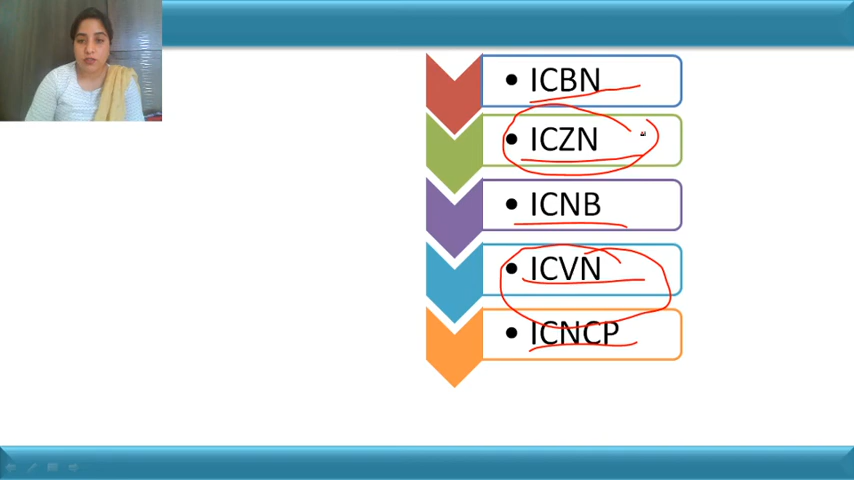 • ICBN
• ICZN
• ICNB
• ICVN
• ICNCP